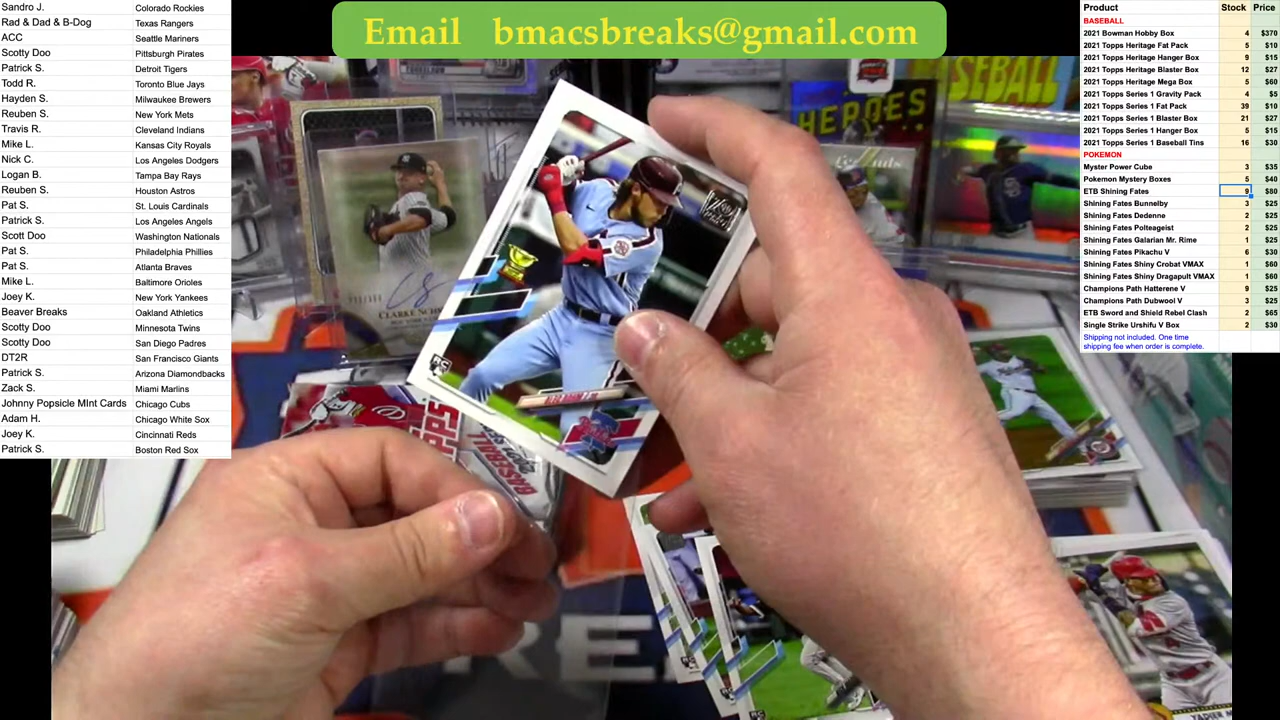 Email bmacsbreaks@gmail.com
Sandro J. Colorado Rockies
Rad & Dad & B-Dog Texas Rangers
ACC Seattle Mariners
Scotty Doo Pittsburgh Pirates
Patrick S. Detroit Tigers
Todd R. Toronto Blue Jays
Hayden S. Milwaukee Brewers
Reuben S. New York Mets
Travis R. Cleveland Indians
Mike L. Kansas City Royals
Nick C. Los Angeles Dodgers
Logan B. Tampa Bay Rays
Reuben S. Houston Astros
Pat S. St. Louis Cardinals
Patrick S. Los Angeles Angels
Scott Doo Washington Nationals
Pat S. Philadelphia Phillies
Pat S. Atlanta Braves
Mike L. Baltimore Orioles
Joey K. New York Yankees
Beaver Breaks Oakland Athletics
Scotty Doo Minnesota Twins
Scotty Doo San Diego Padres
DT2R San Francisco Giants
Patrick S. Arizona Diamondbacks
Zack S. Miami Marlins
Johnny Popsicle MInt Cards Chicago Cubs
Adam H. Chicago White Sox
Joey K. Cincinnati Reds
Patrick S. Boston Red Sox
Product Stock Price
BASEBALL
2021 Bowman Hobby Box 4 $370
2021 Topps Heritage Fat Pack 5 $10
2021 Topps Heritage Hanger Box 9 $15
2021 Topps Heritage Blaster Box 12 $27
2021 Topps Heritage Mega Box 5 $60
2021 Topps Series 1 Gravity Pack 4 $5
2021 Topps Series 1 Fat Pack 39 $10
2021 Topps Series 1 Blaster Box 21 $27
2021 Topps Series 1 Hanger Box 5 $15
2021 Topps Series 1 Baseball Tins 16 $30
POKEMON
Myster Power Cube 3 $35
Pokemon Mystery Boxes 5 $40
ETB Shining Fates 9 $80
Shining Fates Bunnelby 3 $25
Shining Fates Dedenne 2 $25
Shining Fates Polteageist 2 $25
Shining Fates Galarian Mr. Rime 1 $25
Shining Fates Pikachu V 6 $30
Shining Fates Shiny Crobat VMAX 1 $60
Shining Fates Shiny Dragapult VMAX 1 $60
Champions Path Hatterene V 9 $25
Champions Path Dubwool V 3 $25
ETB Sword and Shield Rebel Clash 2 $65
Single Strike Urshifu V Box 2 $30
Shipping not included. One time
shipping fee when order is complete.
SEBALL
HEROES
RC
BASEBALL
RE
RC